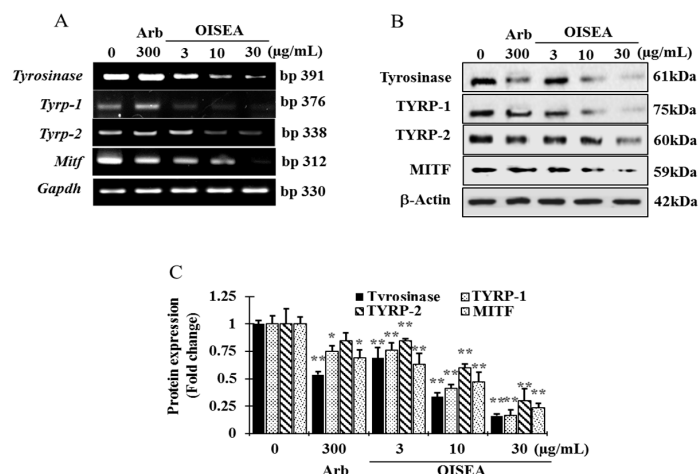 A
Arb OISEA
0 300 3 10 30 (μg/mL)
Tyrosinase bp 391
Tyrp-1 bp 376
Tyrp-2 bp 338
Mitf bp 312
Gapdh bp 330
B
Arb OISEA
0 300 3 10 30 (μg/mL)
Tyrosinase 61kDa
TYRP-1 75kDa
TYRP-2 60kDa
MITF 59kDa
β-Actin 42kDa
C
Protein expression
(Fold change)
1.25
1
0.75
0.5
0.25
0
Tyrosinase TYRP-1
TYRP-2 MITF
** * *
** ** ** **
** ** ** **
** ** ** **
0 300 3 10 30 (μg/mL)
Arb OISEA